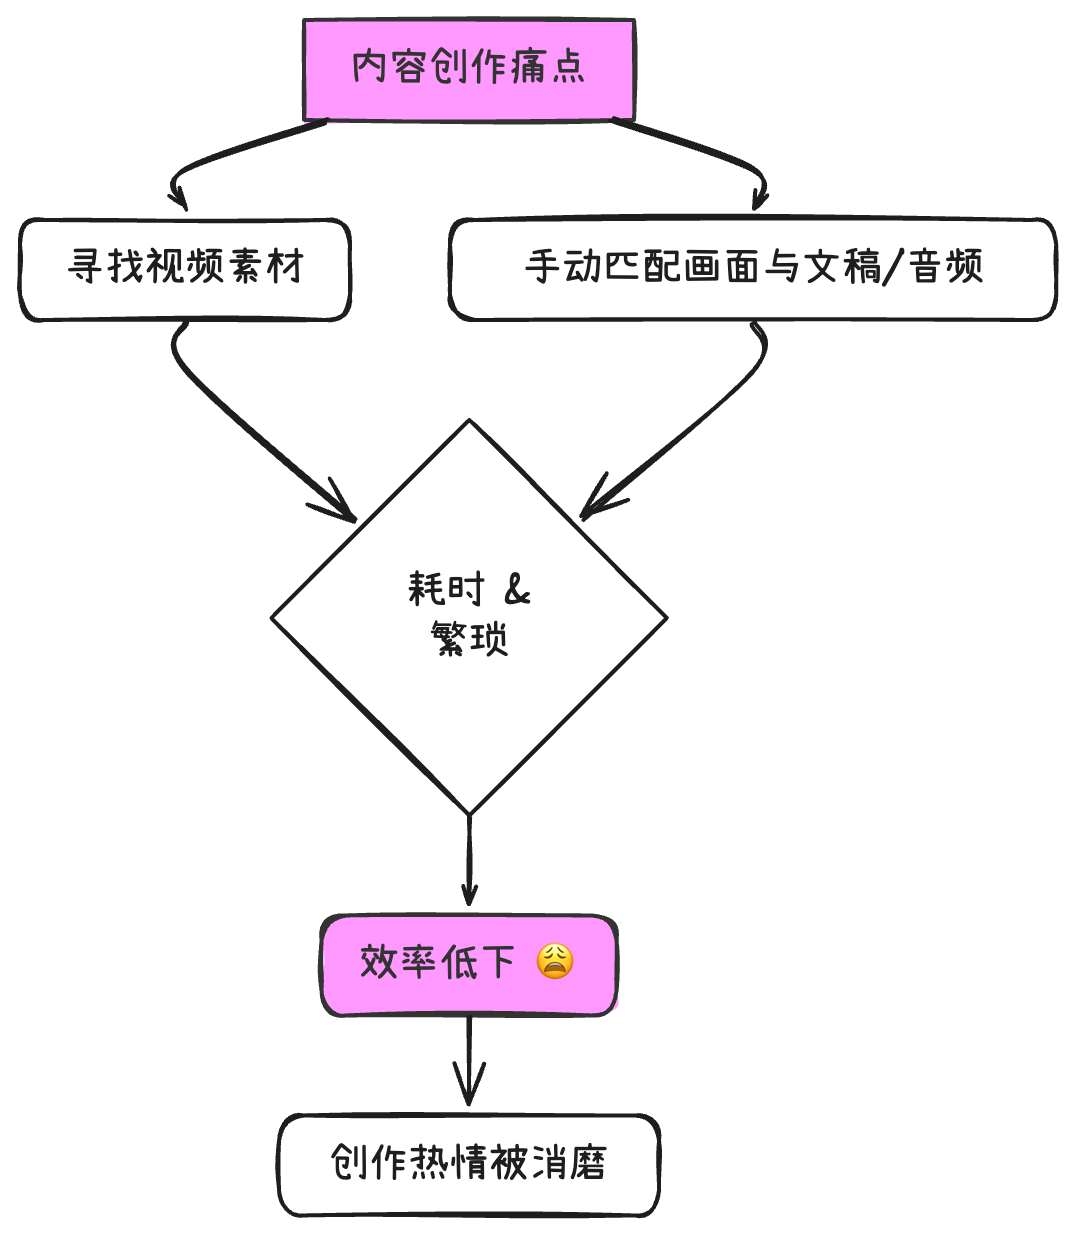 内容创作痛点
寻找视频素材
手动匹配画面与文稿/音频
耗时 &
繁琐
效率低下 😩
创作热情被消磨